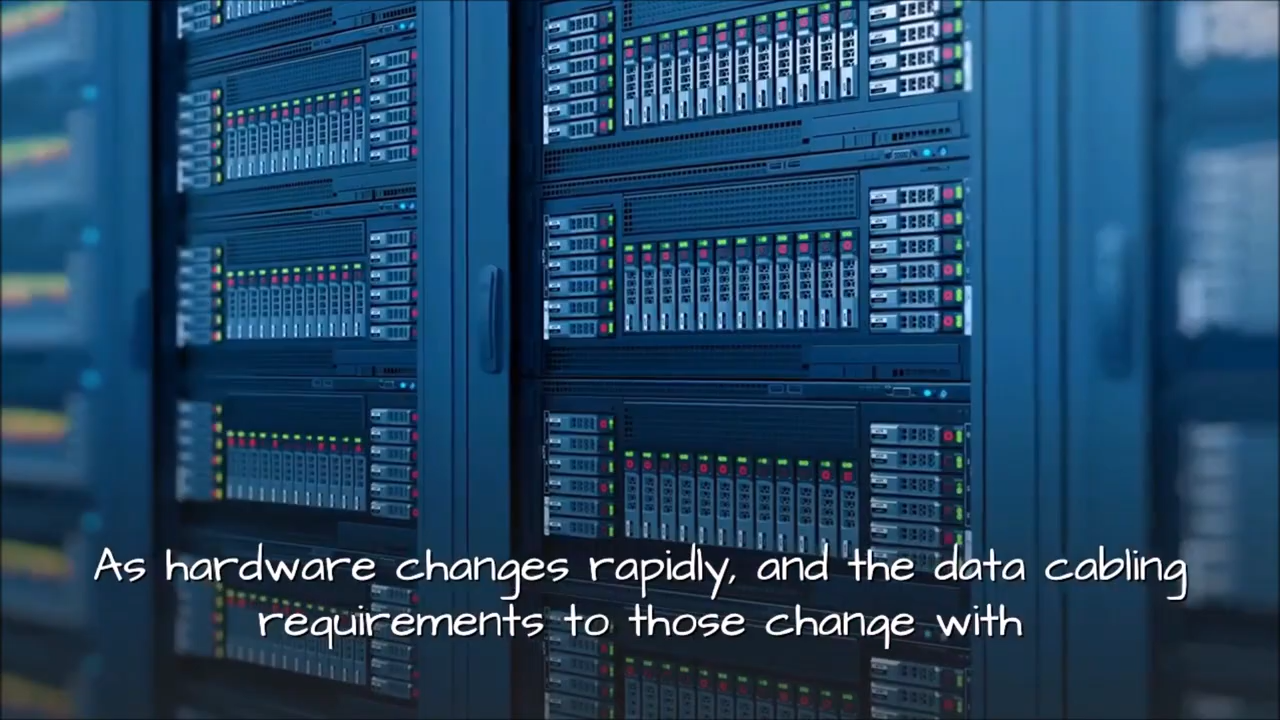 As hardware changes rapidly, and the data cabling
requirements to those change with